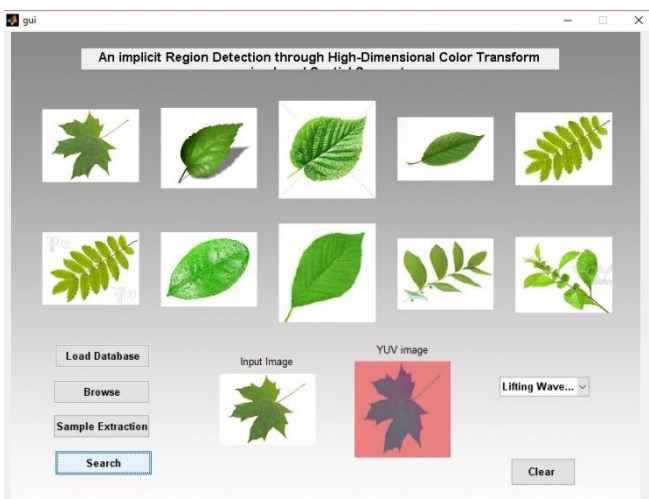 gui
An implicit Region Detection through High-Dimensional Color Transform
Load Database
Browse
Sample Extraction
Search
Input Image
YUV image
Lifting Wave...
Clear